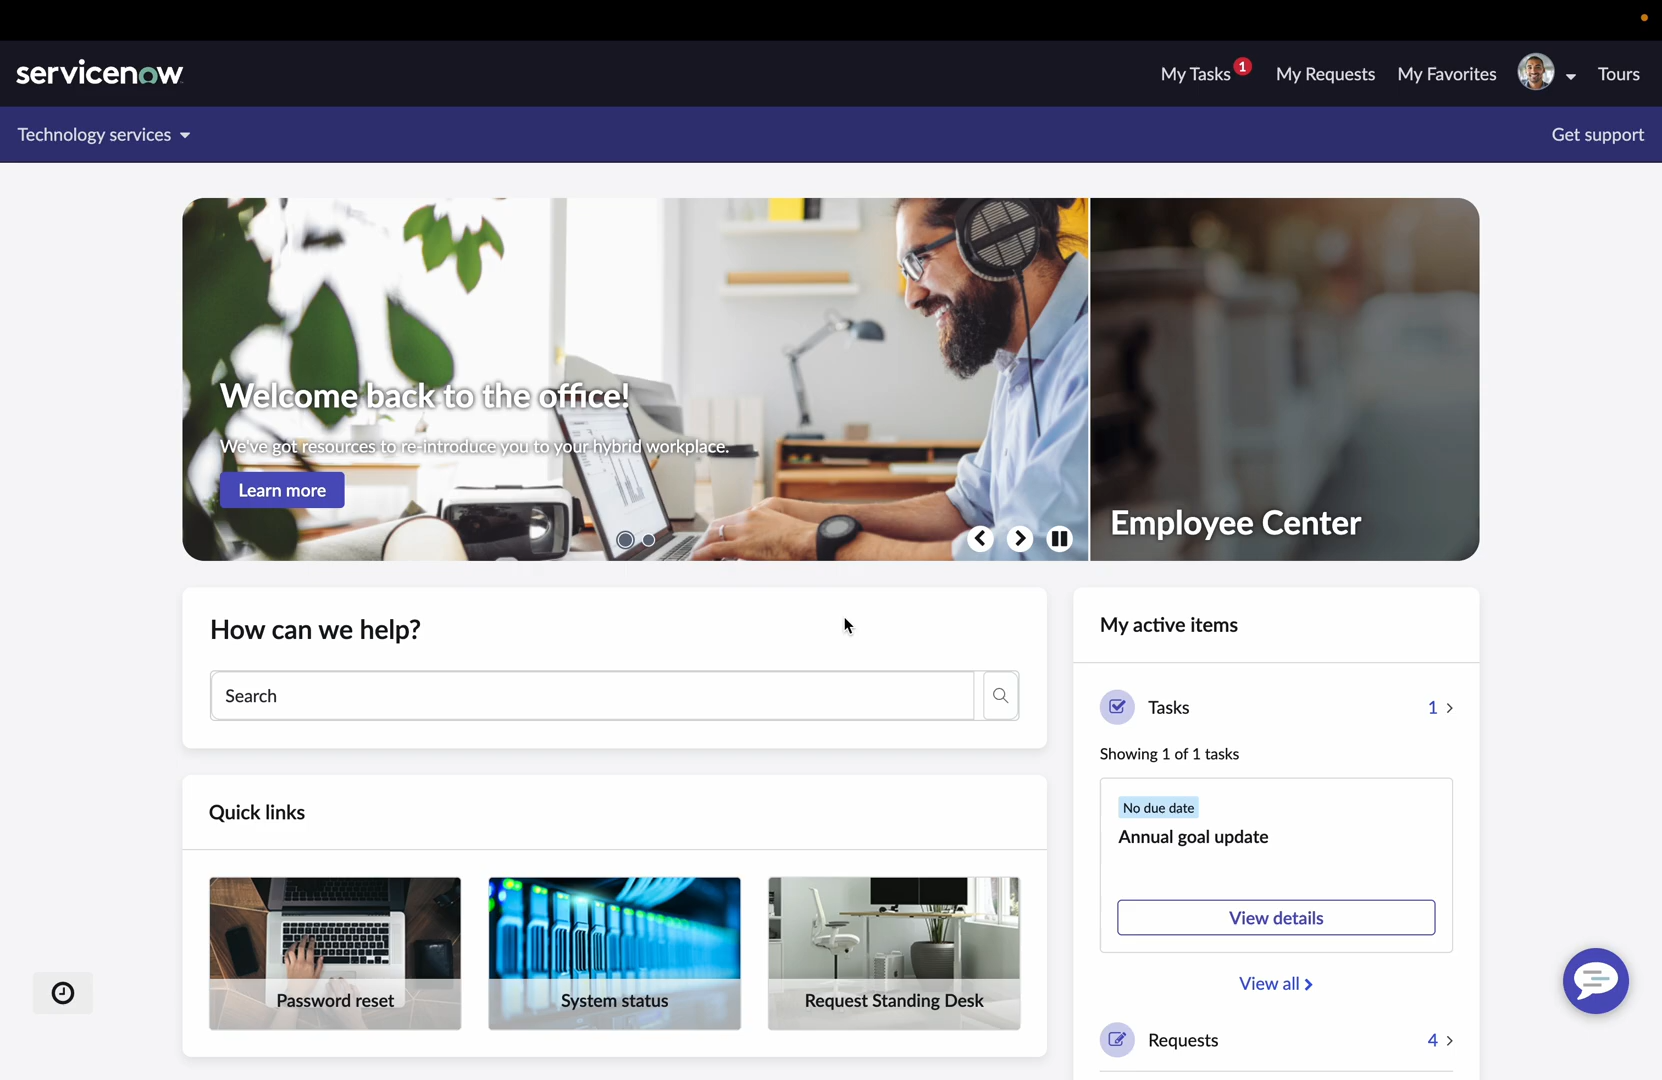 servicenow
My Tasks 1
My Requests
My Favorites
Tours
Technology services
Get support
Welcome back to the office!
We've got resources to re-introduce you to your hybrid workplace.
Learn more
Employee Center
How can we help?
Search
Quick links
Password reset
System status
Request Standing Desk
My active items
Tasks
1
Showing 1 of 1 tasks
No due date
Annual goal update
View details
View all
Requests
4